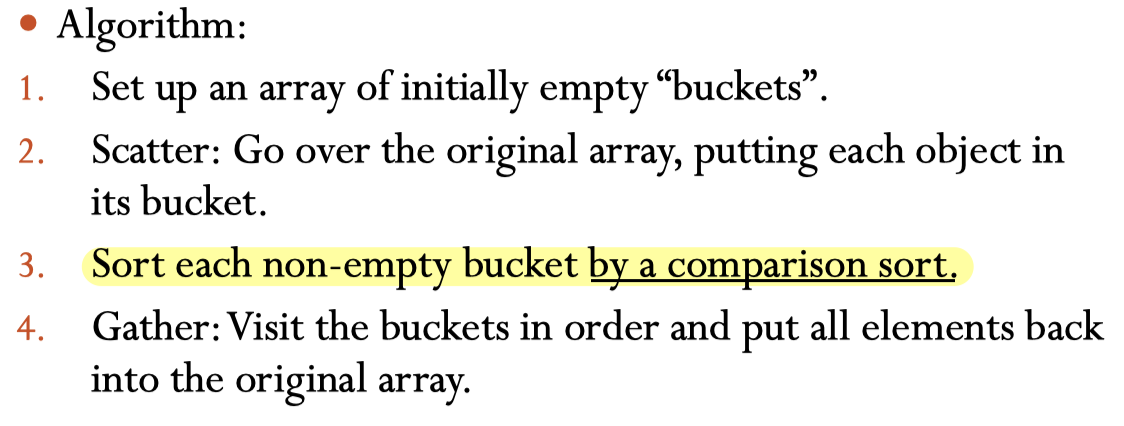 • Algorithm:
1. Set up an array of initially empty “buckets”.
2. Scatter: Go over the original array, putting each object in
its bucket.
3. Sort each non-empty bucket by a comparison sort.
4. Gather: Visit the buckets in order and put all elements back
into the original array.